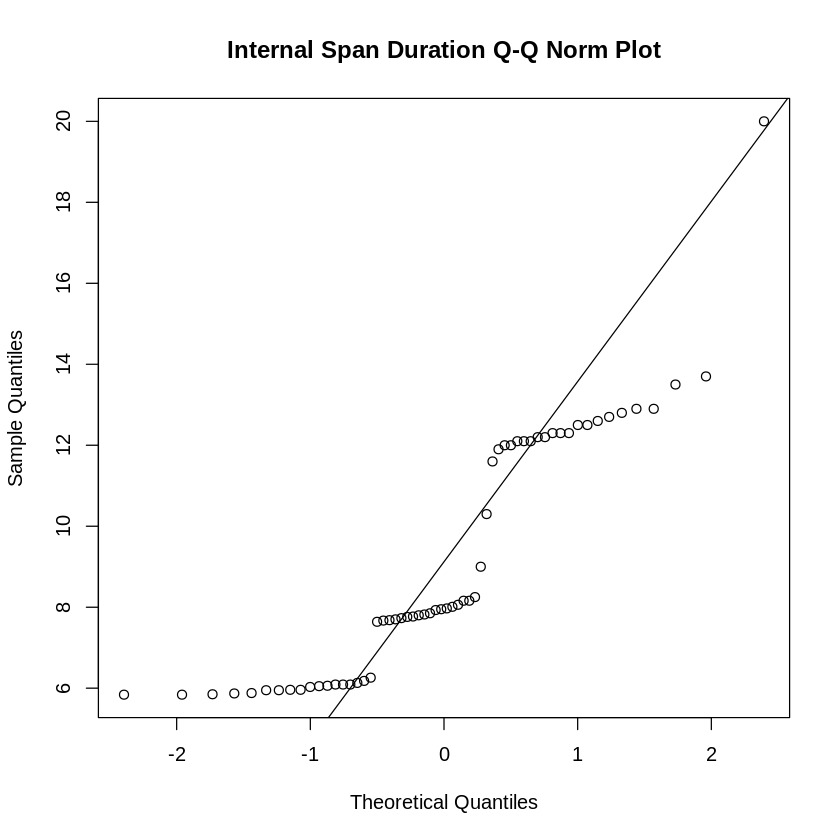 Internal Span Duration Q-Q Norm Plot
20
18
16
14
12
10
8
6
Sample Quantiles
-2 -1 0 1 2
Theoretical Quantiles